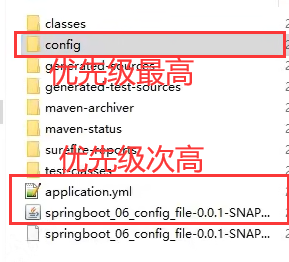 classes
config
generated-sources
优先级最高
generated-test-sources
maven-archiver
maven-status
surefire-reports
优先级次高
test-classes
application.yml
springboot_06_config_file-0.0.1-SNAP...
springboot_06_config_file-0.0.1-SNAP...